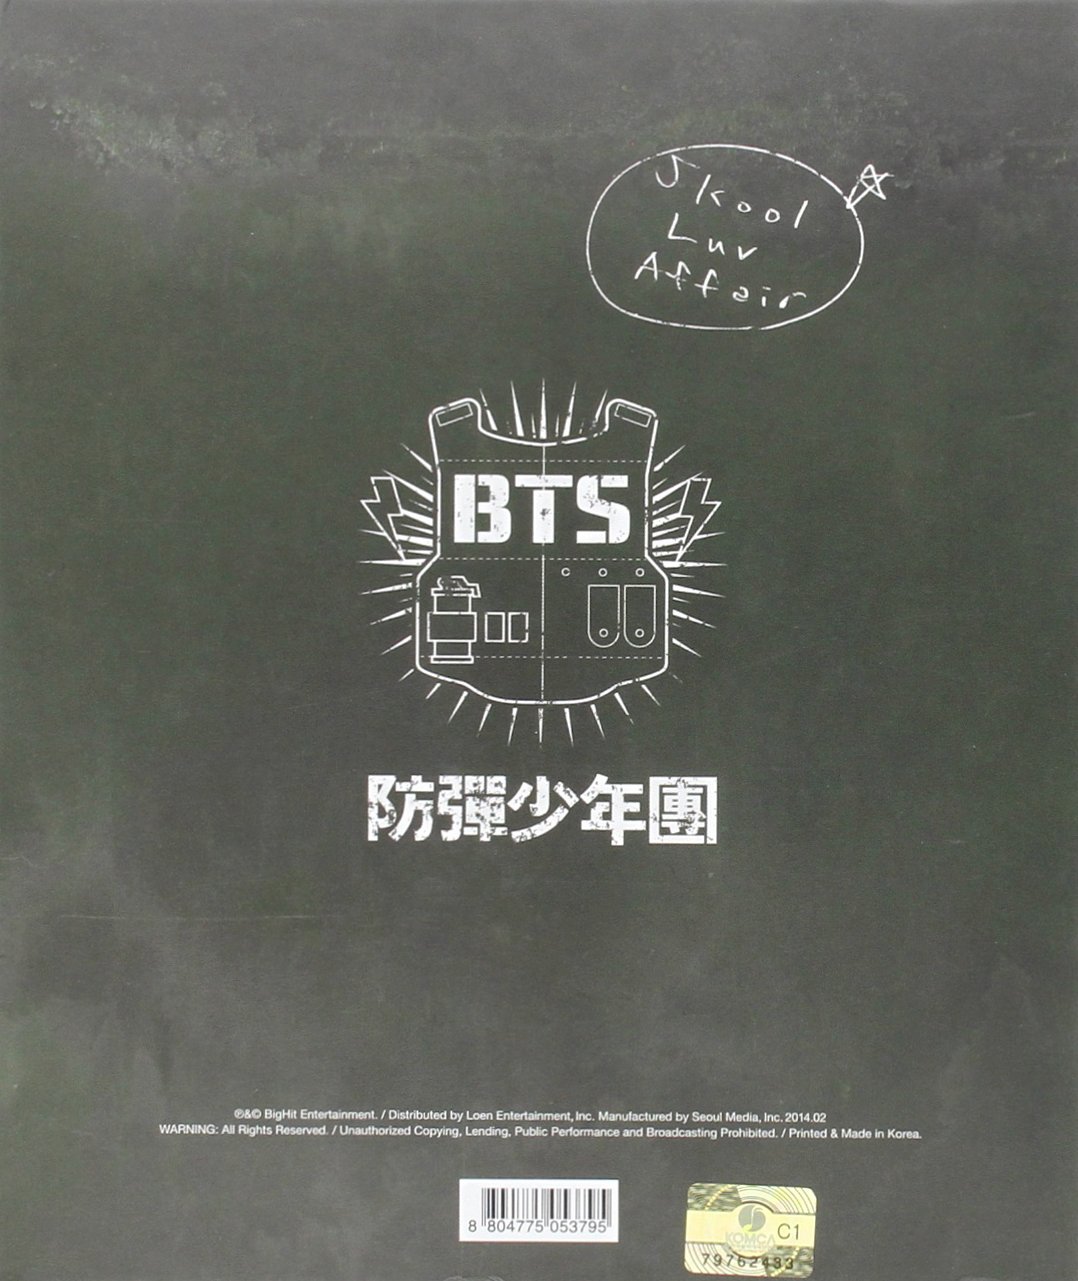 Skool
Luv
Affair
BTS
防彈少年團
℗&© BigHit Entertainment. / Distributed by Loen Entertainment, Inc. Manufactured by Seoul Media, Inc. 2014.02
WARNING: All Rights Reserved. / Unauthorized Copying, Lending, Public Performance and Broadcasting Prohibited. / Printed & Made in Korea.
8 804775 053795
KOMCA
C1
79762433